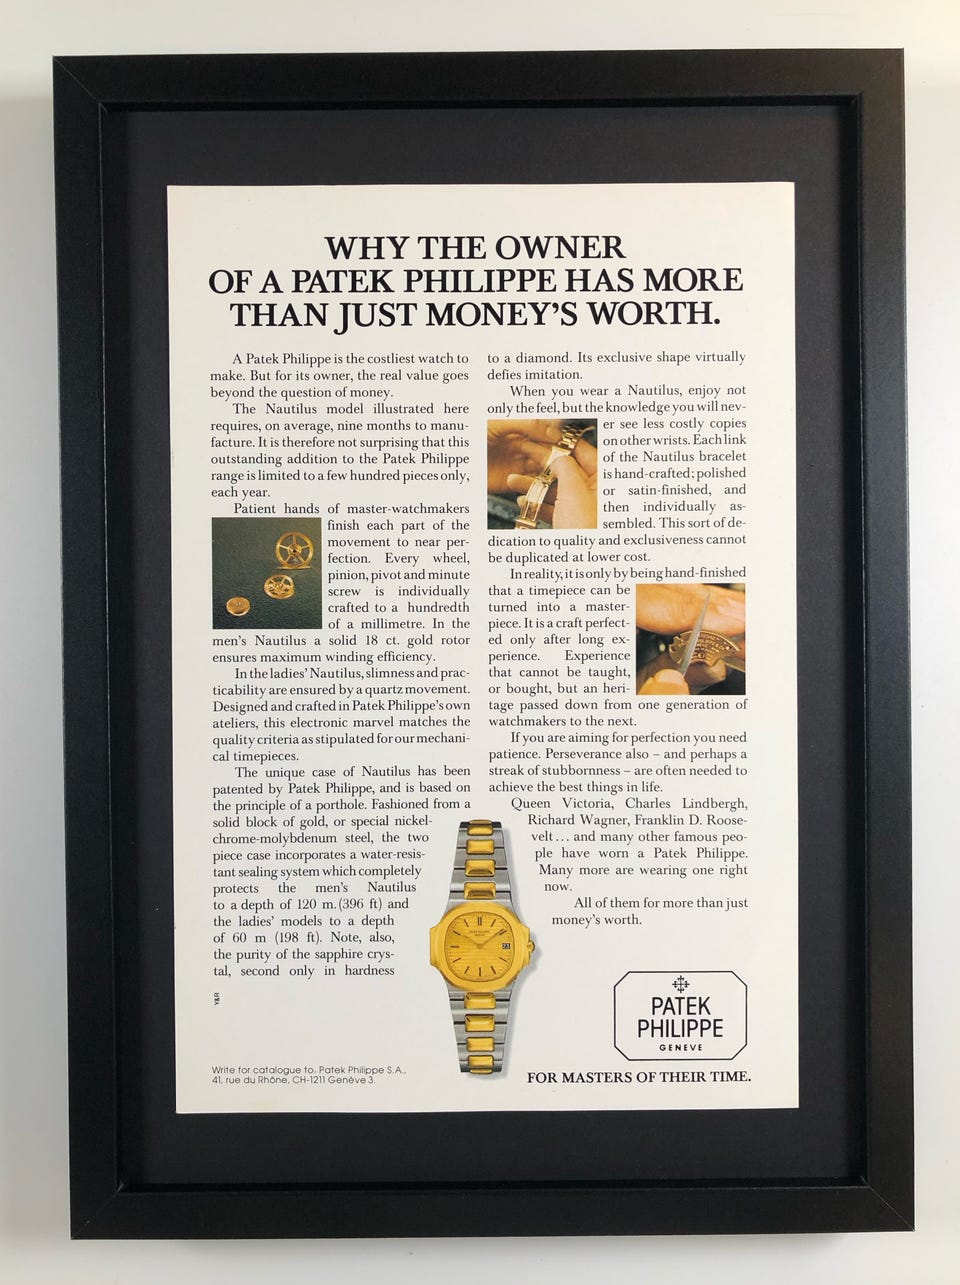 WHY THE OWNER
OF A PATEK PHILIPPE HAS MORE
THAN JUST MONEY'S WORTH.
A Patek Philippe is the costliest watch to
make. But for its owner, the real value goes
beyond the question of money.
The Nautilus model illustrated here
requires, on average, nine months to manu-
facture. It is therefore not surprising that this
outstanding addition to the Patek Philippe
range is limited to a few hundred pieces only,
each year.
Patient hands of master-watchmakers
finish each part of the
movement to near per-
fection. Every wheel,
pinion, pivot and minute
screw is individually
crafted to a hundredth
of a millimetre. In the
men's Nautilus a solid 18 ct. gold rotor
ensures maximum winding efficiency.
In the ladies' Nautilus, slimness and prac-
ticability are ensured by a quartz movement.
Designed and crafted in Patek Philippe's own
ateliers, this electronic marvel matches the
quality criteria as stipulated for our mechani-
cal timepieces.
The unique case of Nautilus has been
patented by Patek Philippe, and is based on
the principle of a porthole. Fashioned from a
solid block of gold, or special nickel-
chrome-molybdenum steel, the two
piece case incorporates a water-resis-
tant sealing system which completely
protects the men's Nautilus
to a depth of 120 m. (396 ft) and
the ladies' models to a depth
of 60 m (198 ft). Note, also,
the purity of the sapphire crys-
tal, second only in hardness
to a diamond. Its exclusive shape virtually
defies imitation.
When you wear a Nautilus, enjoy not
only the feel, but the knowledge you will nev-
er see less costly copies
on other wrists. Each link
of the Nautilus bracelet
is hand-crafted; polished
or satin-finished, and
then individually as-
sembled. This sort of de-
dication to quality and exclusiveness cannot
be duplicated at lower cost.
In reality, it is only by being hand-finished
that a timepiece can be
turned into a master-
piece. It is a craft perfect-
ed only after long ex-
perience. Experience
that cannot be taught,
or bought, but an heri-
tage passed down from one generation of
watchmakers to the next.
If you are aiming for perfection you need
patience. Perseverance also – and perhaps a
streak of stubbornness – are often needed to
achieve the best things in life.
Queen Victoria, Charles Lindbergh,
Richard Wagner, Franklin D. Roose-
velt... and many other famous peo-
ple have worn a Patek Philippe.
Many more are wearing one right
now.
All of them for more than just
money's worth.
Y&R
23
PATEK
PHILIPPE
GENEVE
Write for catalogue to: Patek Philippe S.A.,
41, rue du Rhône, CH-1211 Genève 3.
FOR MASTERS OF THEIR TIME.